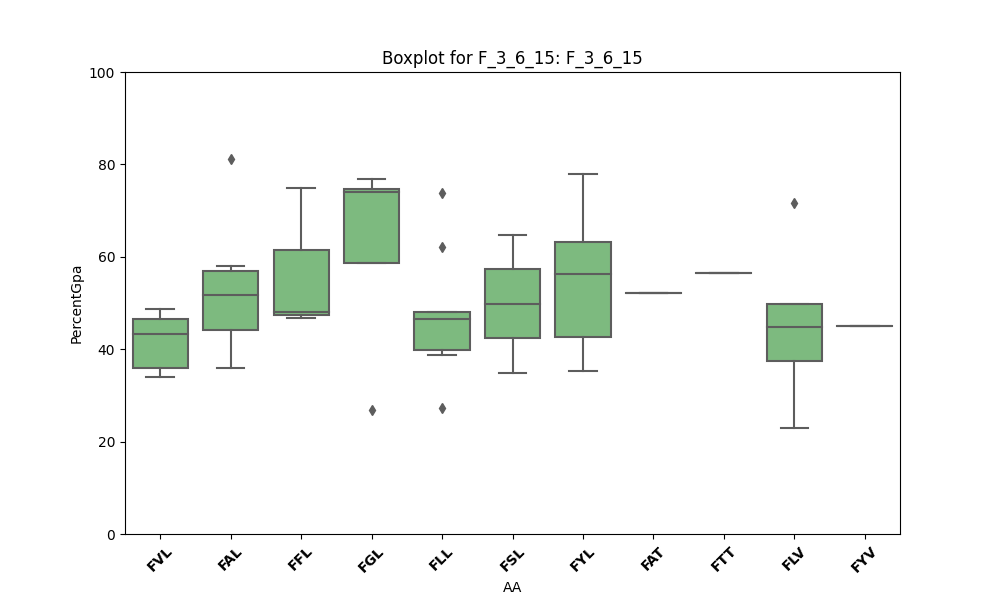 Boxplot for F_3_6_15: F_3_6_15
100
80
60
40
20
0
PercentGpa
FVL FAL FFL FGL FLL FSL FYL FAT FTT FLV FYV
AA